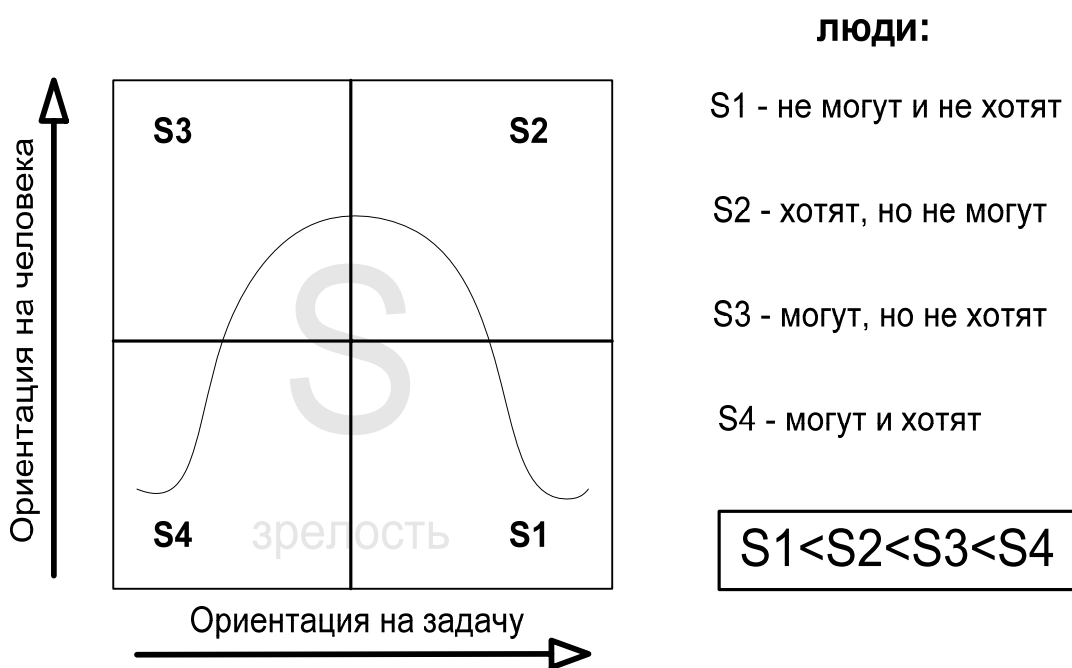 люди:
S3
S2
S1 - не могут и не хотят
S2 - хотят, но не могут
S
S3 - могут, но не хотят
S4 - могут и хотят
S4
зрелость
S1
S1<S2<S3<S4
Ориентация на человека
Ориентация на задачу